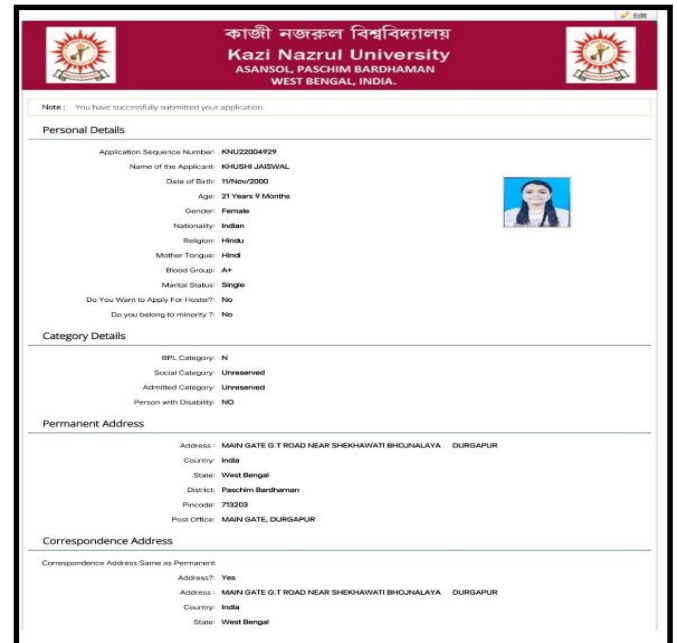 Edit
কাজী নজরুল বিশ্ববিদ্যালয়
Kazi Nazrul University
ASANSOL, PASCHIM BARDHAMAN
WEST BENGAL, INDIA.
Note : You have successfully submitted your application.
Personal Details
Application Sequence Number: KNU22004929
Name of the Applicant: KHUSHI JAISWAL
Date of Birth: 11/Nov/2000
Age: 21 Years 9 Months
Gender: Female
Nationality: Indian
Religion: Hindu
Mother Tongue: Hindi
Blood Group: A+
Marital Status: Single
Do You Want to Apply For Hostel?: No
Do you belong to minority ?: No
Category Details
BPL Category: N
Social Category: Unreserved
Admitted Category: Unreserved
Person with Disability: NO
Permanent Address
Address : MAIN GATE G.T ROAD NEAR SHEKHAWATI BHOJNALAYA DURGAPUR
Country: India
State: West Bengal
District: Paschim Bardhaman
Pincode: 713203
Post Office: MAIN GATE, DURGAPUR
Correspondence Address
Correspondence Address Same as Permanent
Address?: Yes
Address : MAIN GATE G.T ROAD NEAR SHEKHAWATI BHOJNALAYA DURGAPUR
Country: India
State: West Bengal